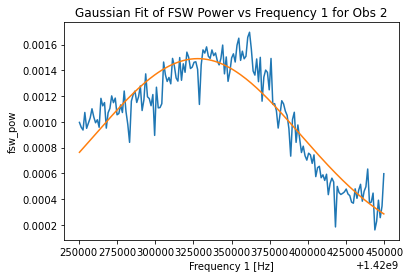 Gaussian Fit of FSW Power vs Frequency 1 for Obs 2
fsw_pow
0.0016
0.0014
0.0012
0.0010
0.0008
0.0006
0.0004
0.0002
250000 275000 300000 325000 350000 375000 400000 425000 450000
Frequency 1 [Hz]
+1.42e9